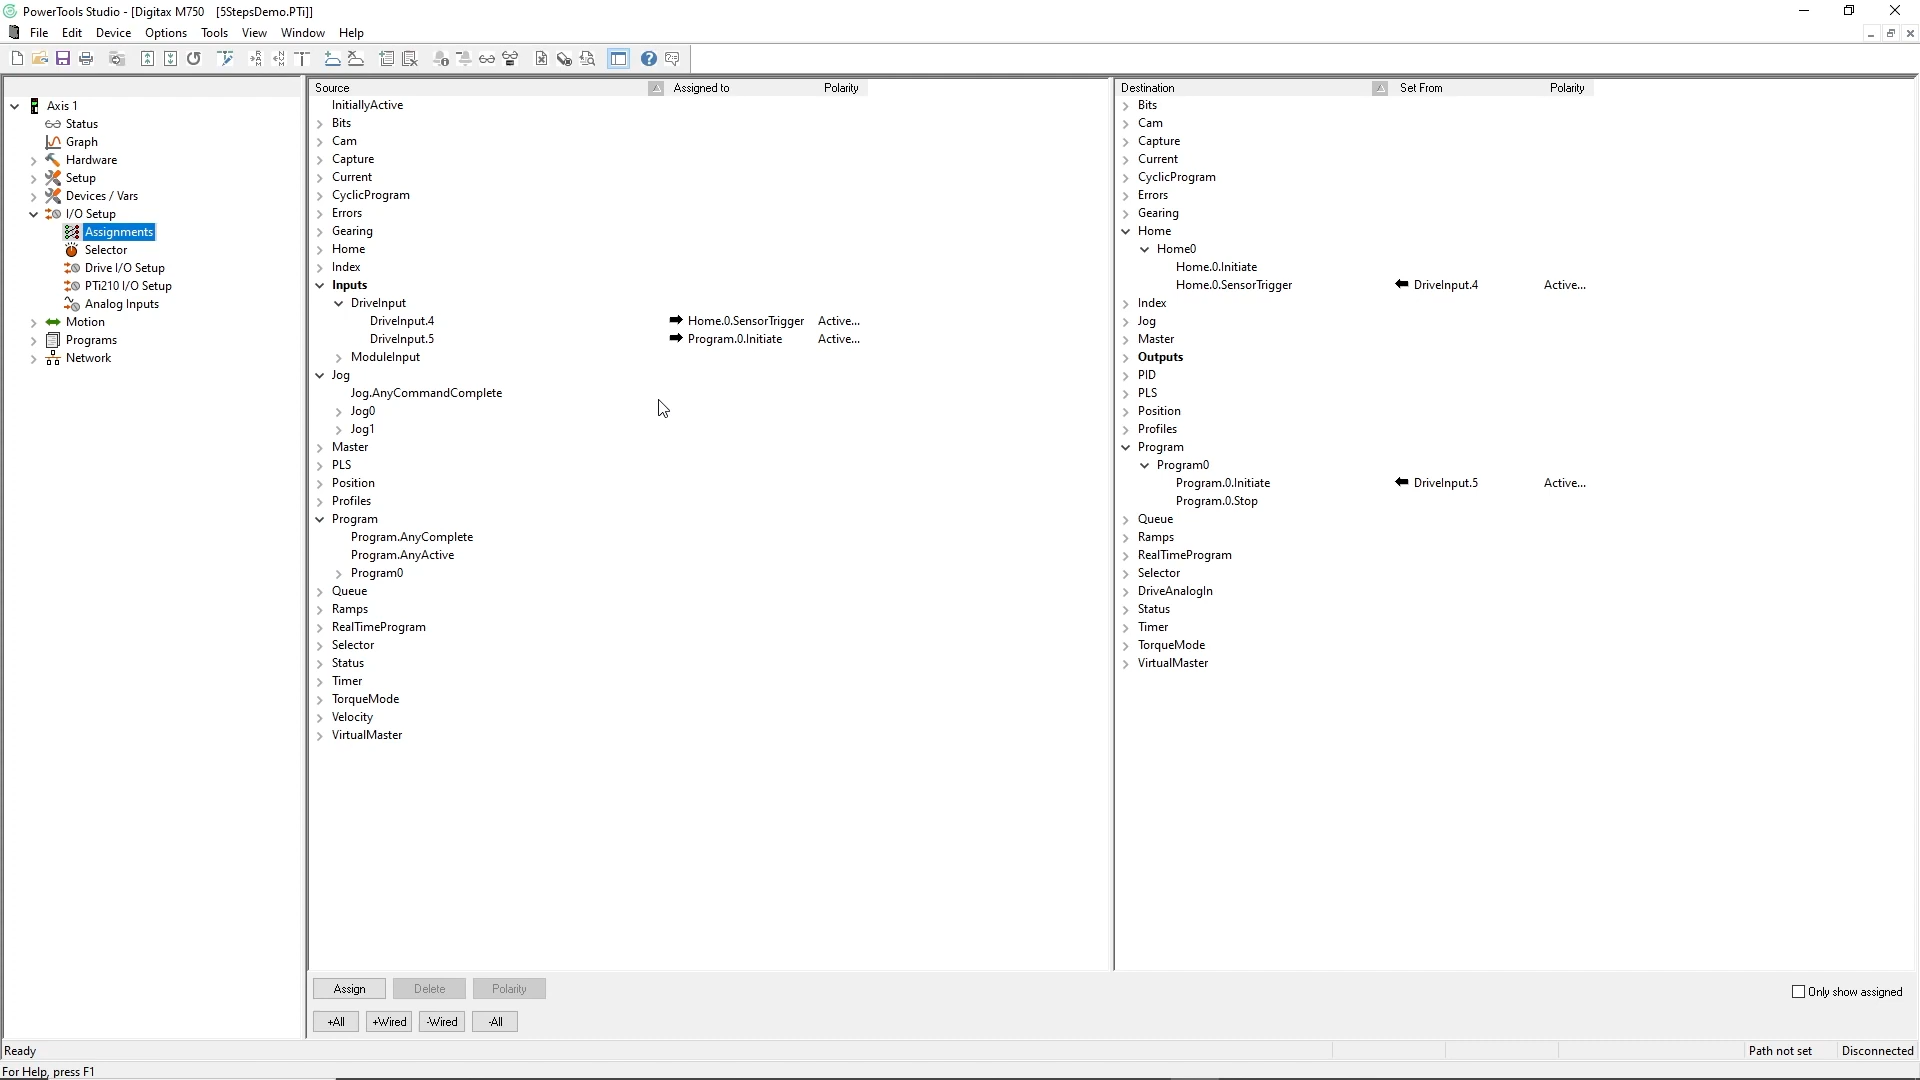 PowerTools Studio - [Digitax M750    [5StepsDemo.PTi]]
File Edit Device Options Tools View Window Help
Axis 1
Status
Graph
Hardware
Setup
Devices / Vars
I/O Setup
Assignments
Selector
Drive I/O Setup
PTi210 I/O Setup
Analog Inputs
Motion
Programs
Network
Source Assigned to Polarity
InitiallyActive
Bits
Cam
Capture
Current
CyclicProgram
Errors
Gearing
Home
Index
Inputs
DriveInput
DriveInput.4 Home.0.SensorTrigger Active...
DriveInput.5 Program.0.Initiate Active...
ModuleInput
Jog
Jog.AnyCommandComplete
Jog0
Jog1
Master
PLS
Position
Profiles
Program
Program.AnyComplete
Program.AnyActive
Program0
Queue
Ramps
RealTimeProgram
Selector
Status
Timer
TorqueMode
Velocity
VirtualMaster
Destination Set From Polarity
Bits
Cam
Capture
Current
CyclicProgram
Errors
Gearing
Home
Home0
Home.0.Initiate
Home.0.SensorTrigger DriveInput.4 Active...
Index
Jog
Master
Outputs
PID
PLS
Position
Profiles
Program
Program0
Program.0.Initiate DriveInput.5 Active...
Program.0.Stop
Queue
Ramps
RealTimeProgram
Selector
DriveAnalogIn
Status
Timer
TorqueMode
VirtualMaster
Assign Delete Polarity
Only show assigned
+All +Wired -Wired -All
Ready Path not set Disconnected
For Help, press F1